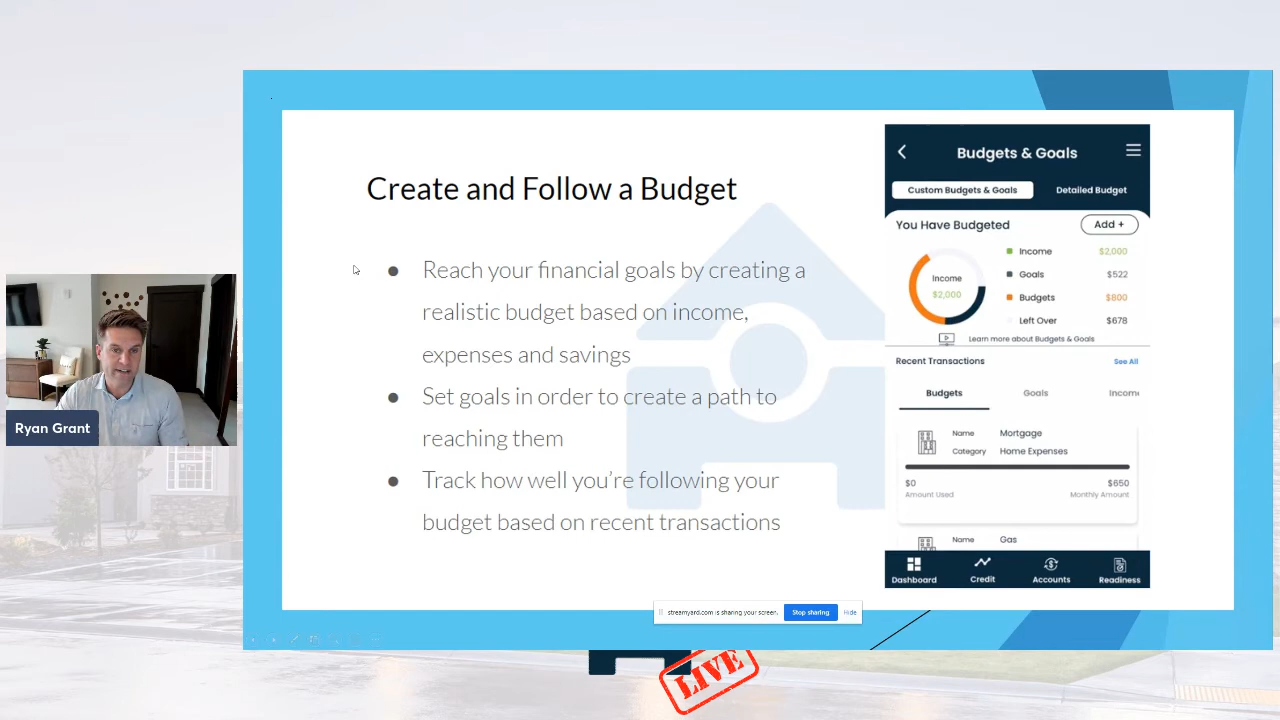 Create and Follow a Budget
● Reach your financial goals by creating a
realistic budget based on income,
expenses and savings
● Set goals in order to create a path to
reaching them
● Track how well you’re following your
budget based on recent transactions
Budgets & Goals
Custom Budgets & Goals
Detailed Budget
You Have Budgeted
Add +
Income
$2,000
Income $2,000
Goals $522
Budgets $800
Left Over $678
Learn more about Budgets & Goals
Recent Transactions
See All
Budgets
Goals
Income
Name Mortgage
Category Home Expenses
$0 $650
Amount Used Monthly Amount
Name Gas
Dashboard
Credit
Accounts
Readiness
Ryan Grant
streamyard.com is sharing your screen.
Stop sharing
Hide
LIVE